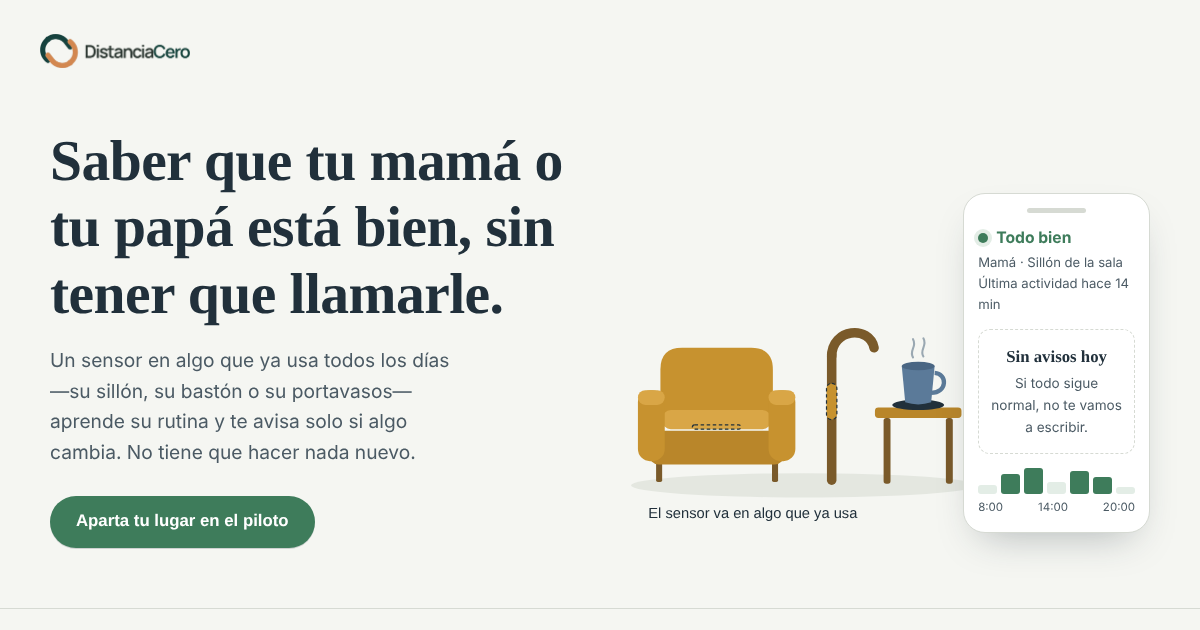 DistanciaCero
Saber que tu mamá o
tu papá está bien, sin
tener que llamarle.
Un sensor en algo que ya usa todos los días
—su sillón, su bastón o su portavasos—
aprende su rutina y te avisa solo si algo
cambia. No tiene que hacer nada nuevo.
Aparta tu lugar en el piloto
El sensor va en algo que ya usa
Todo bien
Mamá · Sillón de la sala
Última actividad hace 14
min
Sin avisos hoy
Si todo sigue
normal, no te vamos
a escribir.
8:00 14:00 20:00